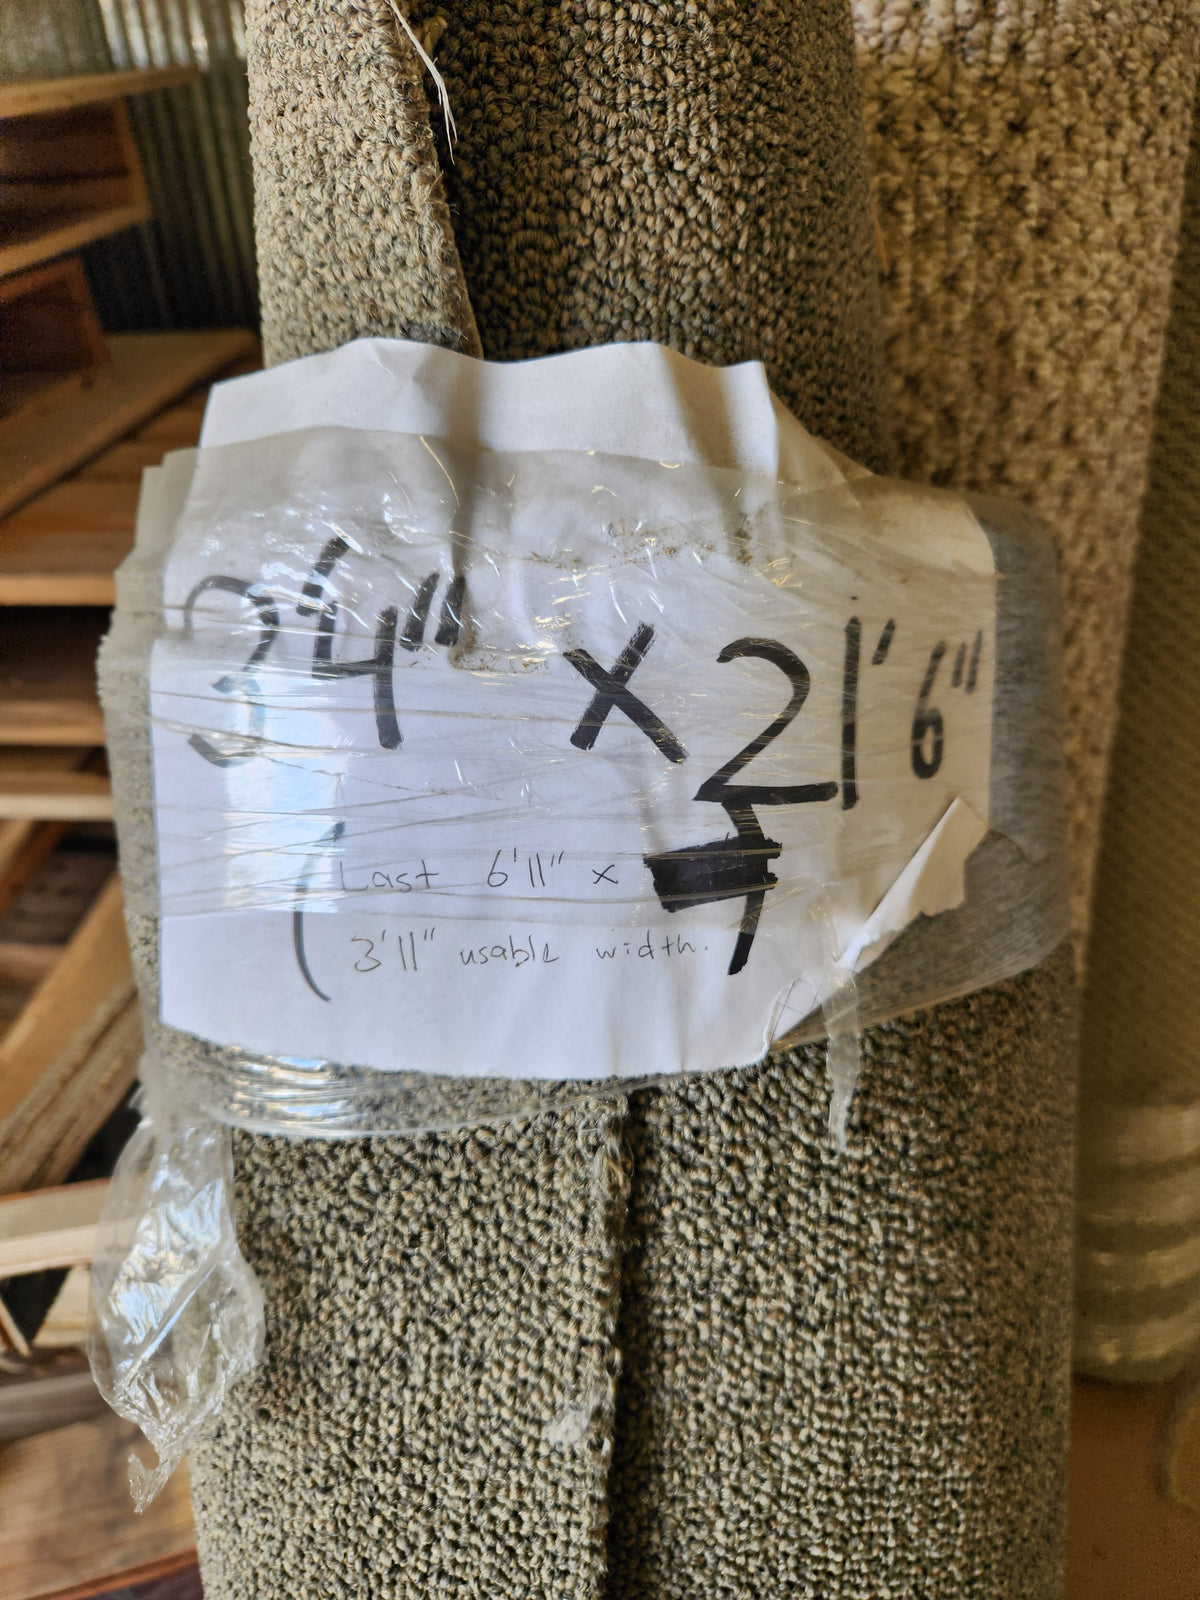 3'4" x 21'6"
(Last 6'11" x
3'11" usable width.)